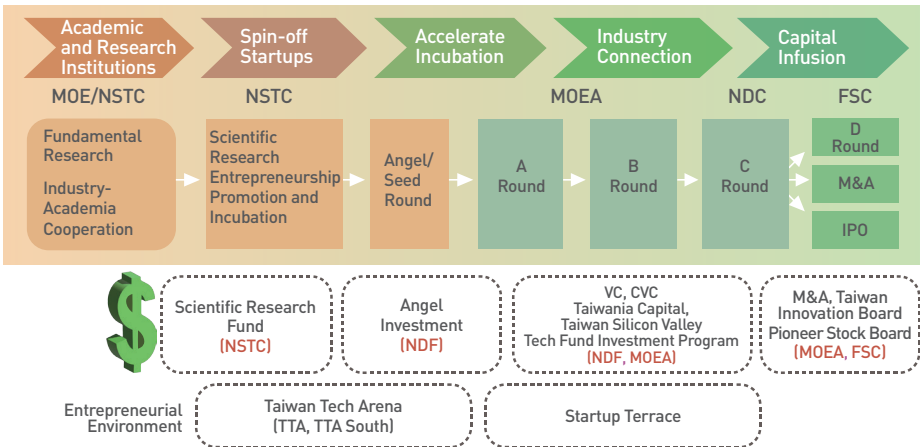 Academic
and Research
Institutions
Spin-off
Startups
Accelerate
Incubation
Industry
Connection
Capital
Infusion
MOE/NSTC
NSTC
MOEA
NDC
FSC
Fundamental
Research
Industry-
Academia
Cooperation
Scientific
Research
Entrepreneurship
Promotion and
Incubation
Angel/
Seed
Round
A
Round
B
Round
C
Round
D
Round
M&A
IPO
$
Scientific Research
Fund
(NSTC)
Angel
Investment
(NDF)
VC, CVC
Taiwania Capital,
Taiwan Silicon Valley
Tech Fund Investment Program
(NDF, MOEA)
M&A, Taiwan
Innovation Board
Pioneer Stock Board
(MOEA, FSC)
Entrepreneurial
Environment
Taiwan Tech Arena
(TTA, TTA South)
Startup Terrace